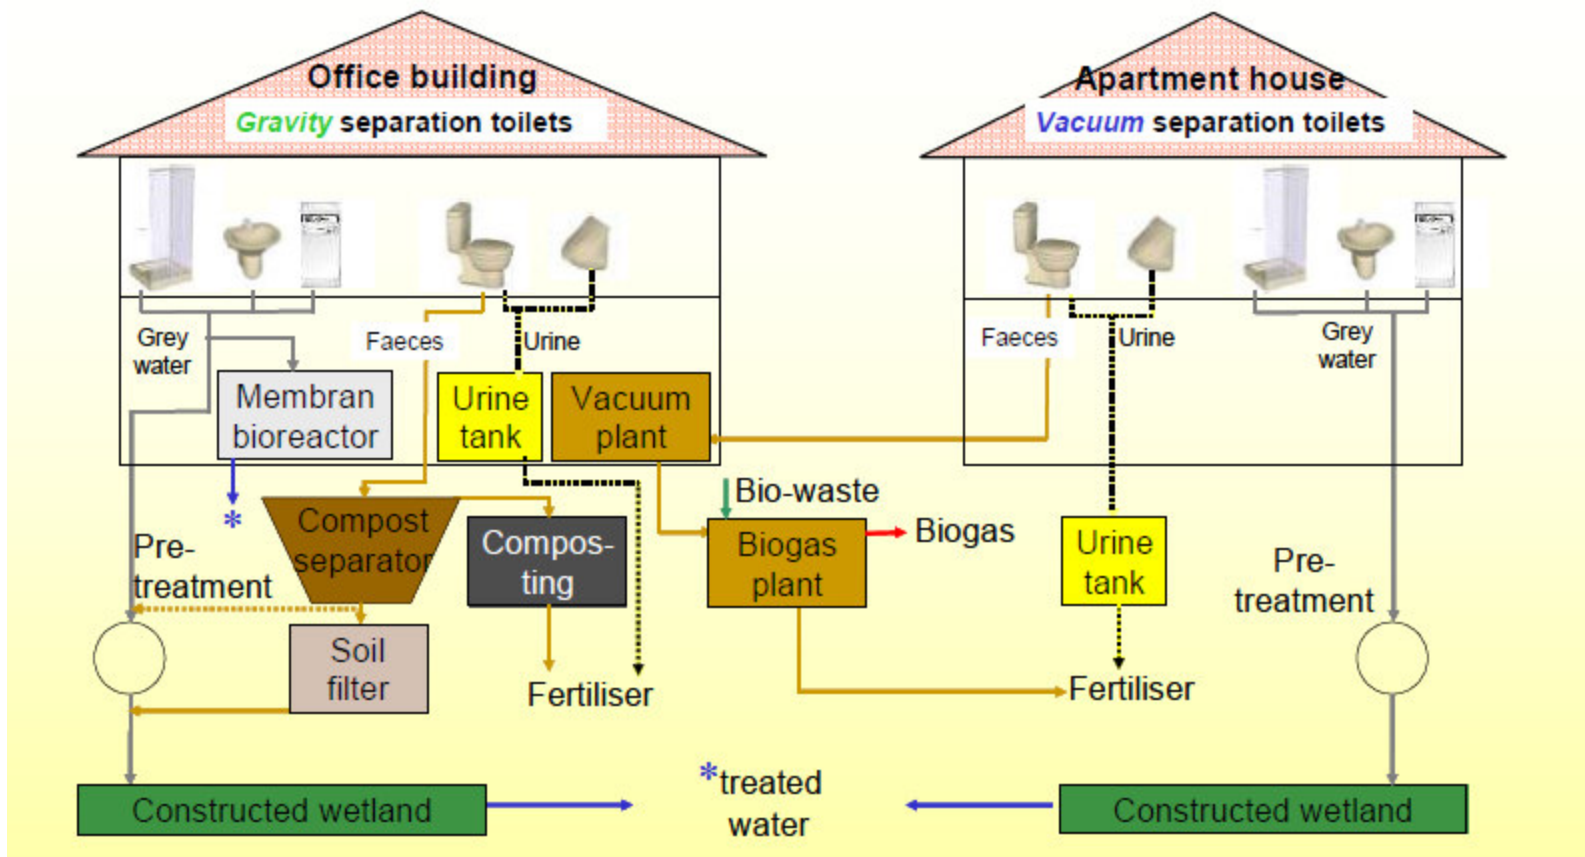 Office building
Gravity separation toilets
Apartment house
Vacuum separation toilets
Grey
water
Faeces
Urine
Faeces
Urine
Grey
water
Membran
bioreactor
Urine
tank
Vacuum
plant
*
Compost
separator
Pre-
treatment
Compos-
ting
Bio-waste
Biogas
plant
Biogas
Urine
tank
Pre-
treatment
Soil
filter
Fertiliser
Fertiliser
Constructed wetland
*treated
water
Constructed wetland